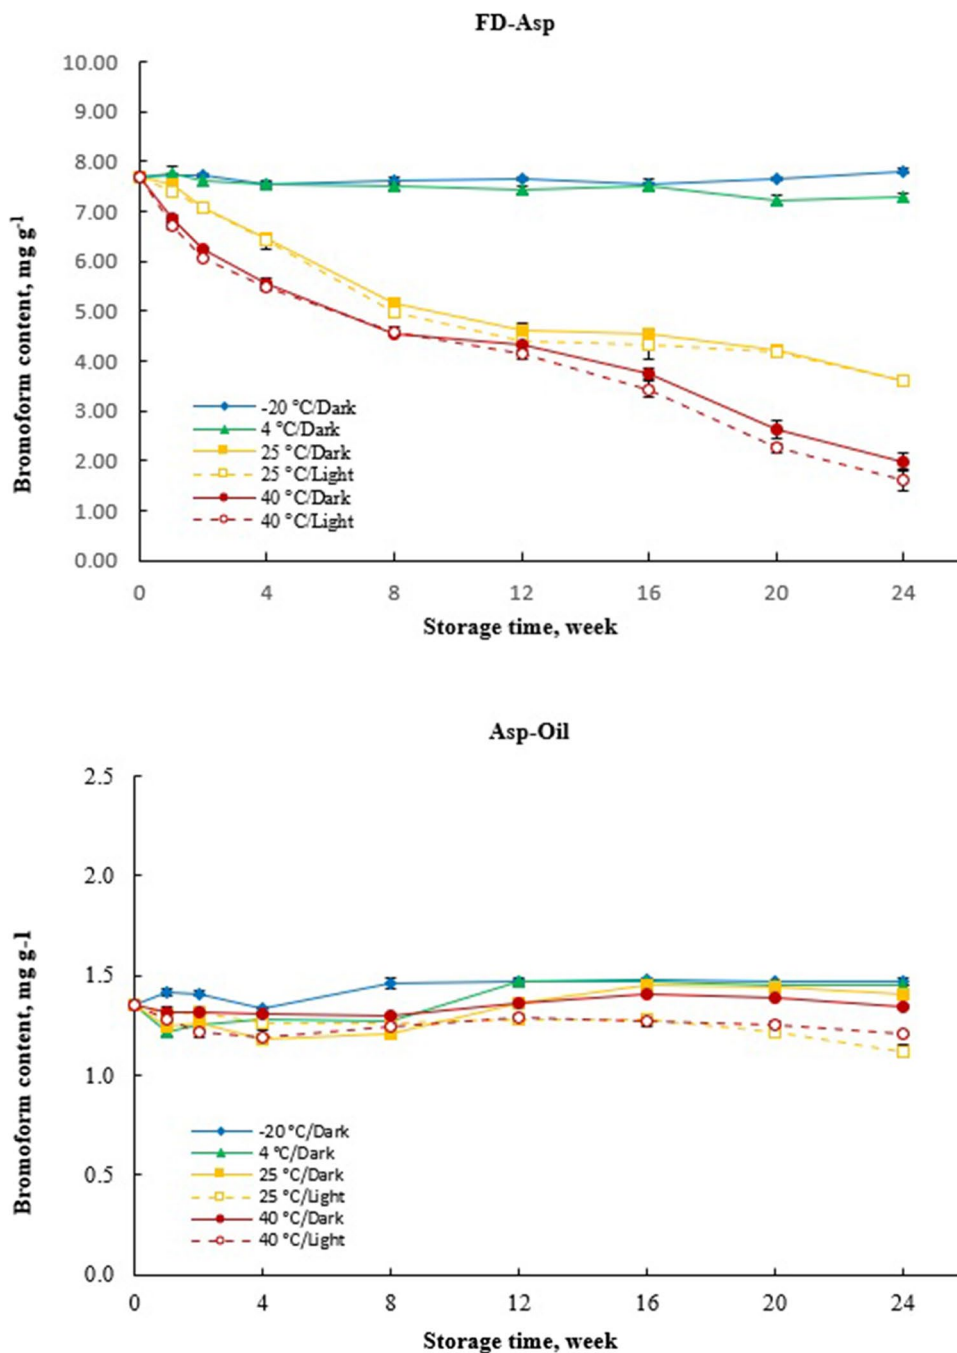 FD-Asp
10.00
9.00
8.00
7.00
6.00
5.00
4.00
3.00
2.00
1.00
0.00
Bromoform content, mg g⁻¹
-20 °C/Dark
4 °C/Dark
25 °C/Dark
25 °C/Light
40 °C/Dark
40 °C/Light
0 4 8 12 16 20 24
Storage time, week
Asp-Oil
2.5
2.0
1.5
1.0
0.5
0.0
Bromoform content, mg g-1
-20 °C/Dark
4 °C/Dark
25 °C/Dark
25 °C/Light
40 °C/Dark
40 °C/Light
0 4 8 12 16 20 24
Storage time, week